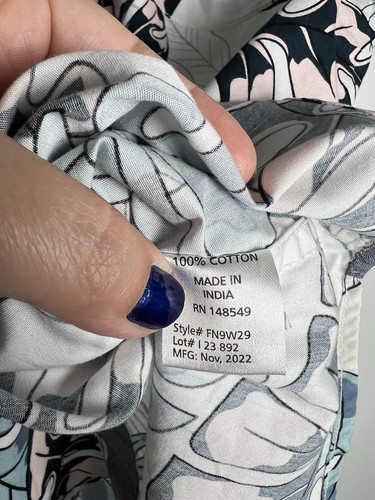 100% COTTON
MADE IN
INDIA
RN 148549
Style# FN9W29
Lot# I 23 892
MFG: Nov, 2022